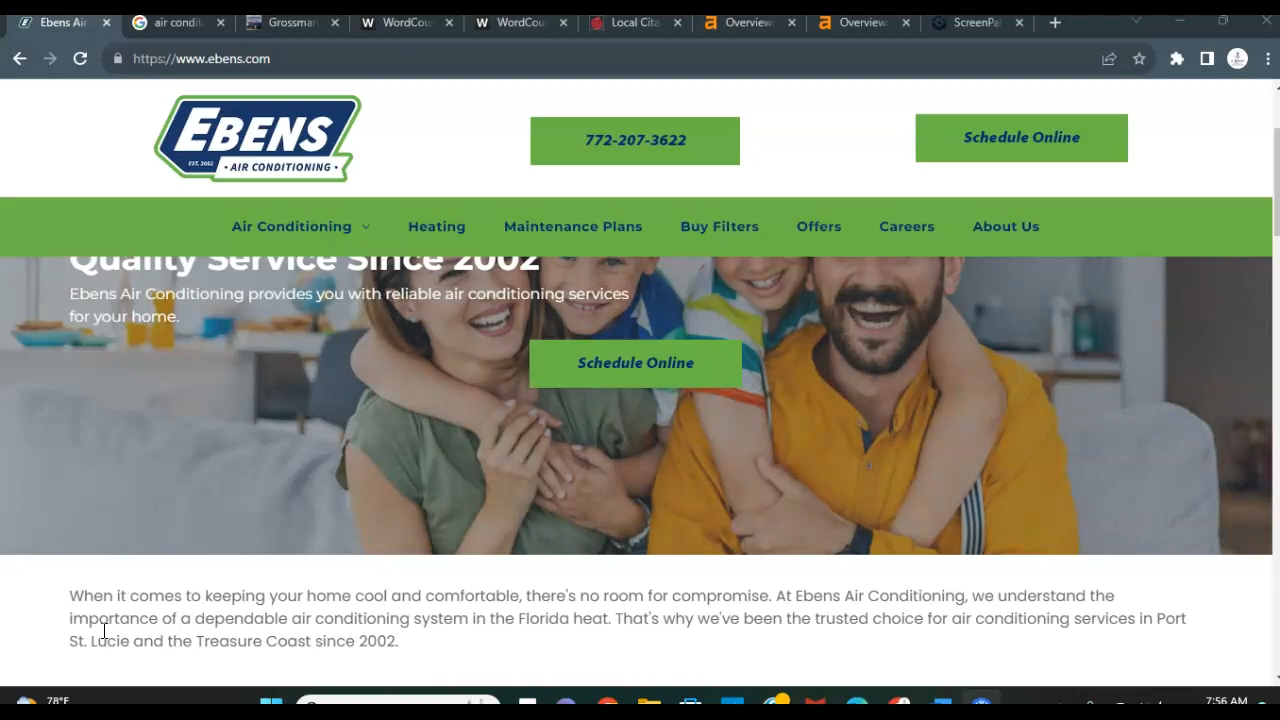 Ebens Air
air condit
Grossman
WordCou
WordCou
Local Cita
Overview
Overview
ScreenPal
https://www.ebens.com
EBENS
EST. 2002
• AIR CONDITIONING •
772-207-3622
Schedule Online
Air Conditioning
Heating
Maintenance Plans
Buy Filters
Offers
Careers
About Us
Quality Service Since 2002
Ebens Air Conditioning provides you with reliable air conditioning services
for your home.
Schedule Online
When it comes to keeping your home cool and comfortable, there's no room for compromise. At Ebens Air Conditioning, we understand the
importance of a dependable air conditioning system in the Florida heat. That's why we've been the trusted choice for air conditioning services in Port
St. Lucie and the Treasure Coast since 2002.
78°F
7:56 AM